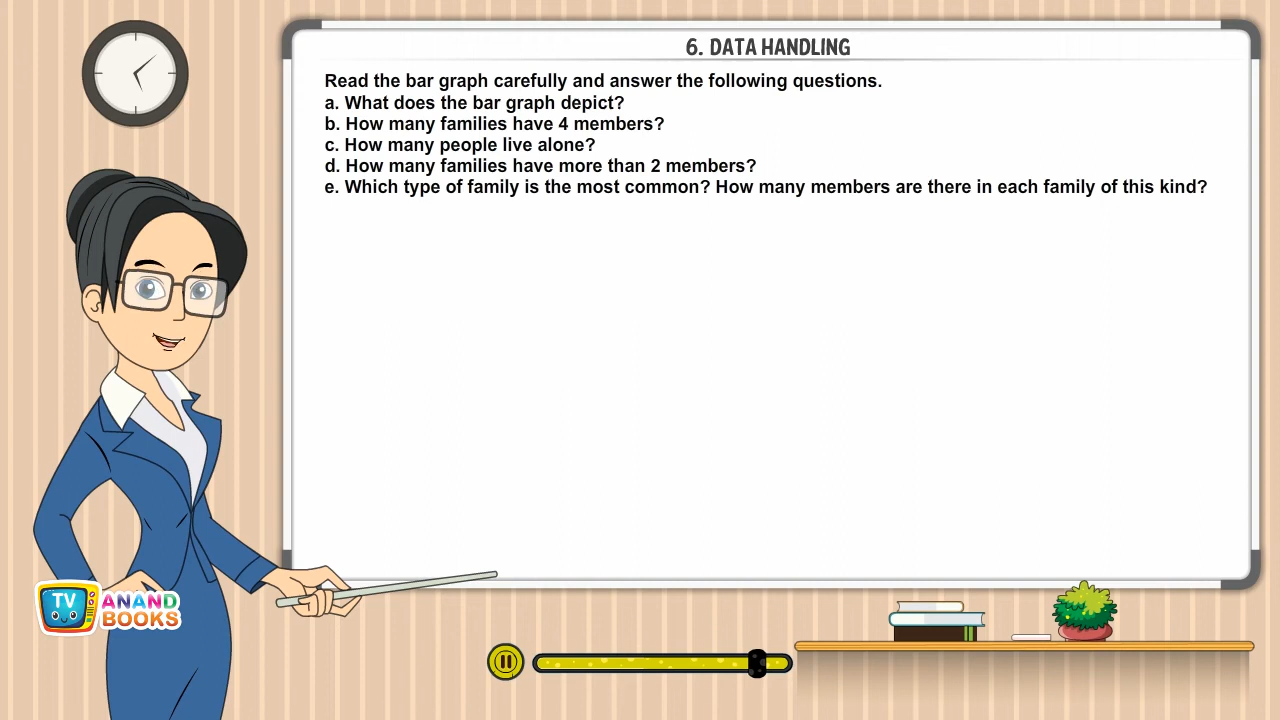 6. DATA HANDLING
Read the bar graph carefully and answer the following questions.
a. What does the bar graph depict?
b. How many families have 4 members?
c. How many people live alone?
d. How many families have more than 2 members?
e. Which type of family is the most common? How many members are there in each family of this kind?
TV
ANAND
BOOKS